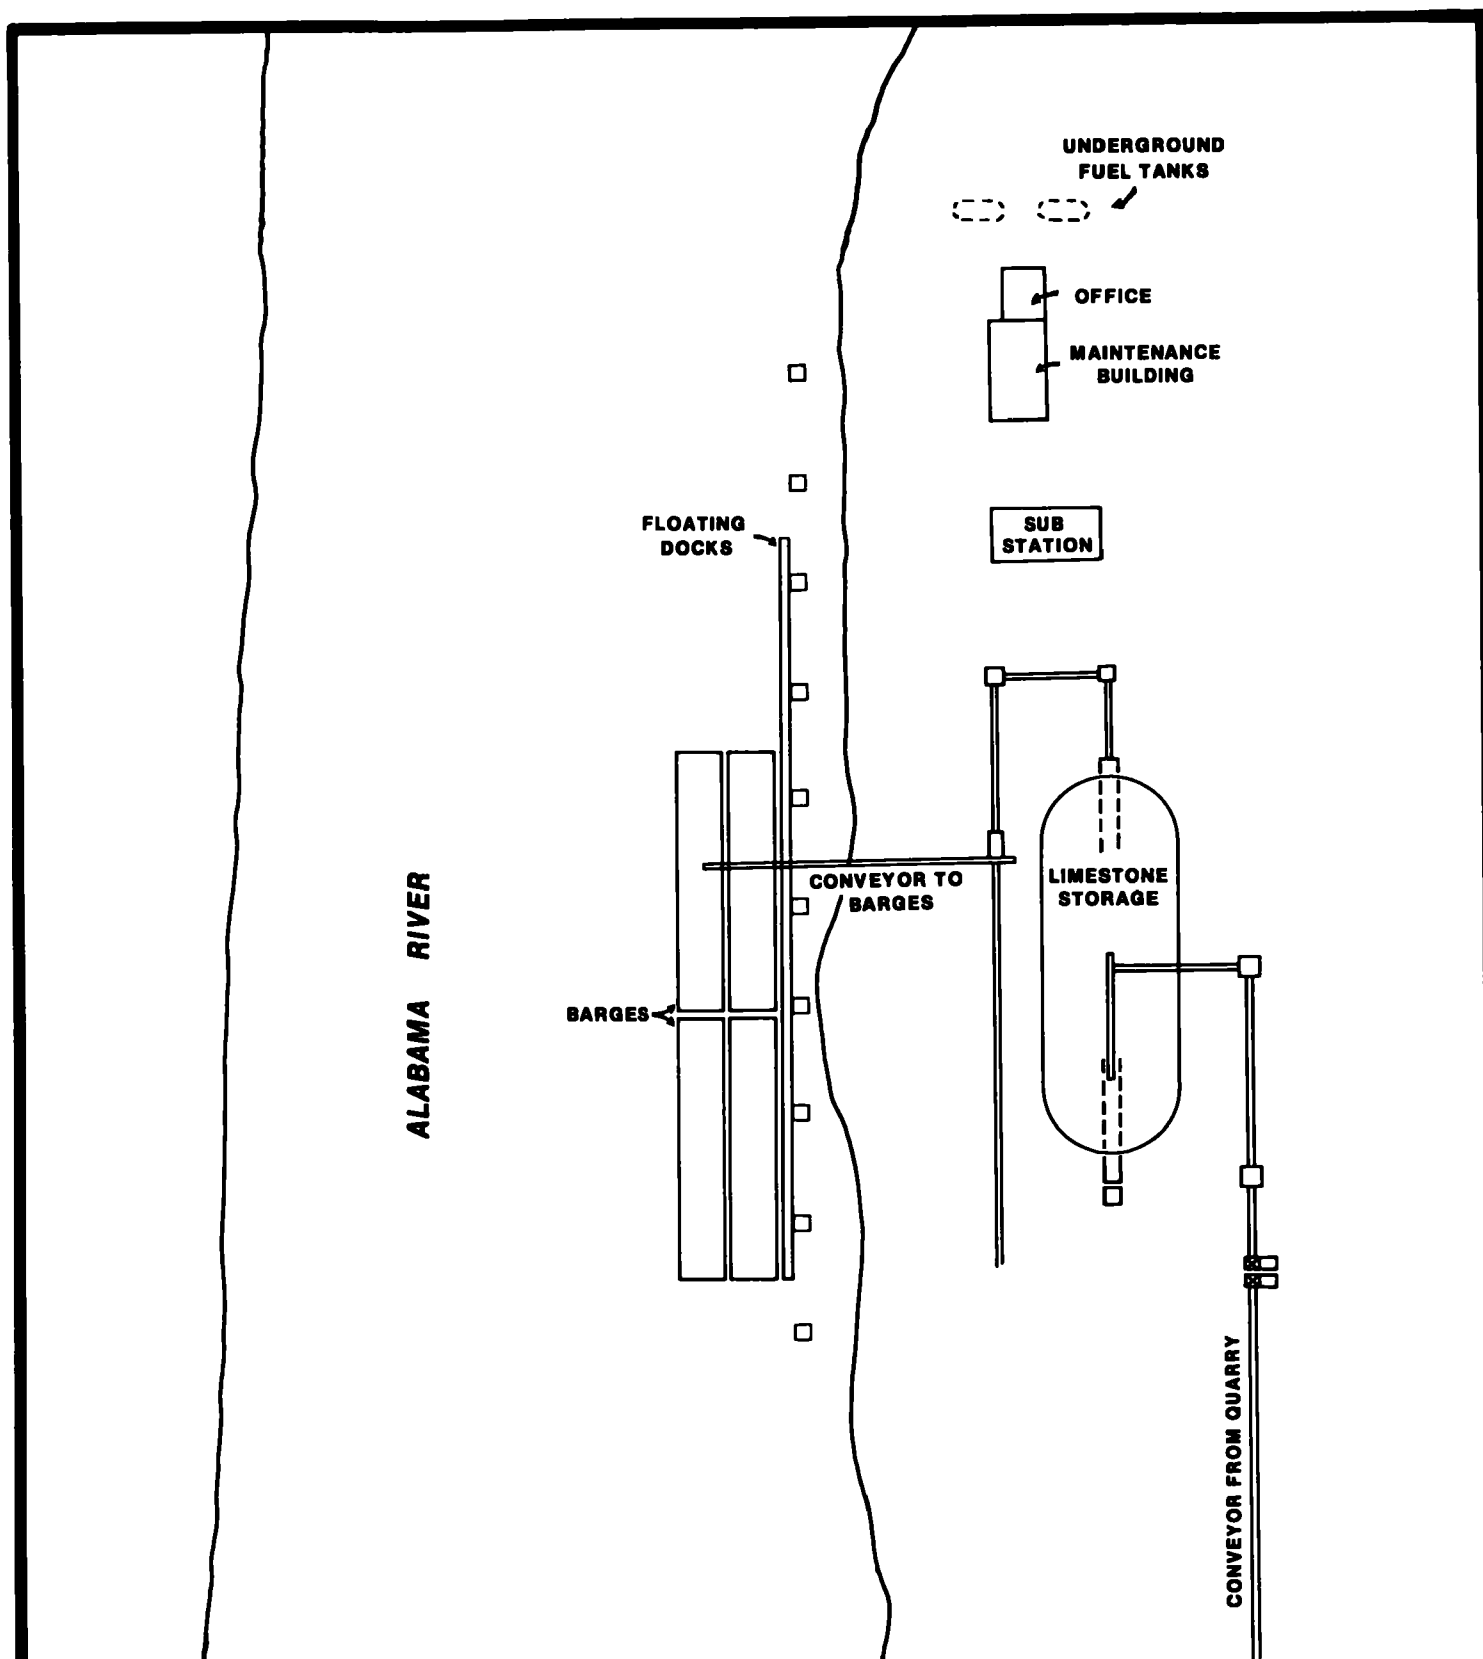 UNDERGROUND
FUEL TANKS
OFFICE
MAINTENANCE
BUILDING
FLOATING
DOCKS
SUB
STATION
CONVEYOR TO
BARGES
LIMESTONE
STORAGE
ALABAMA RIVER
BARGES
CONVEYOR FROM QUARRY